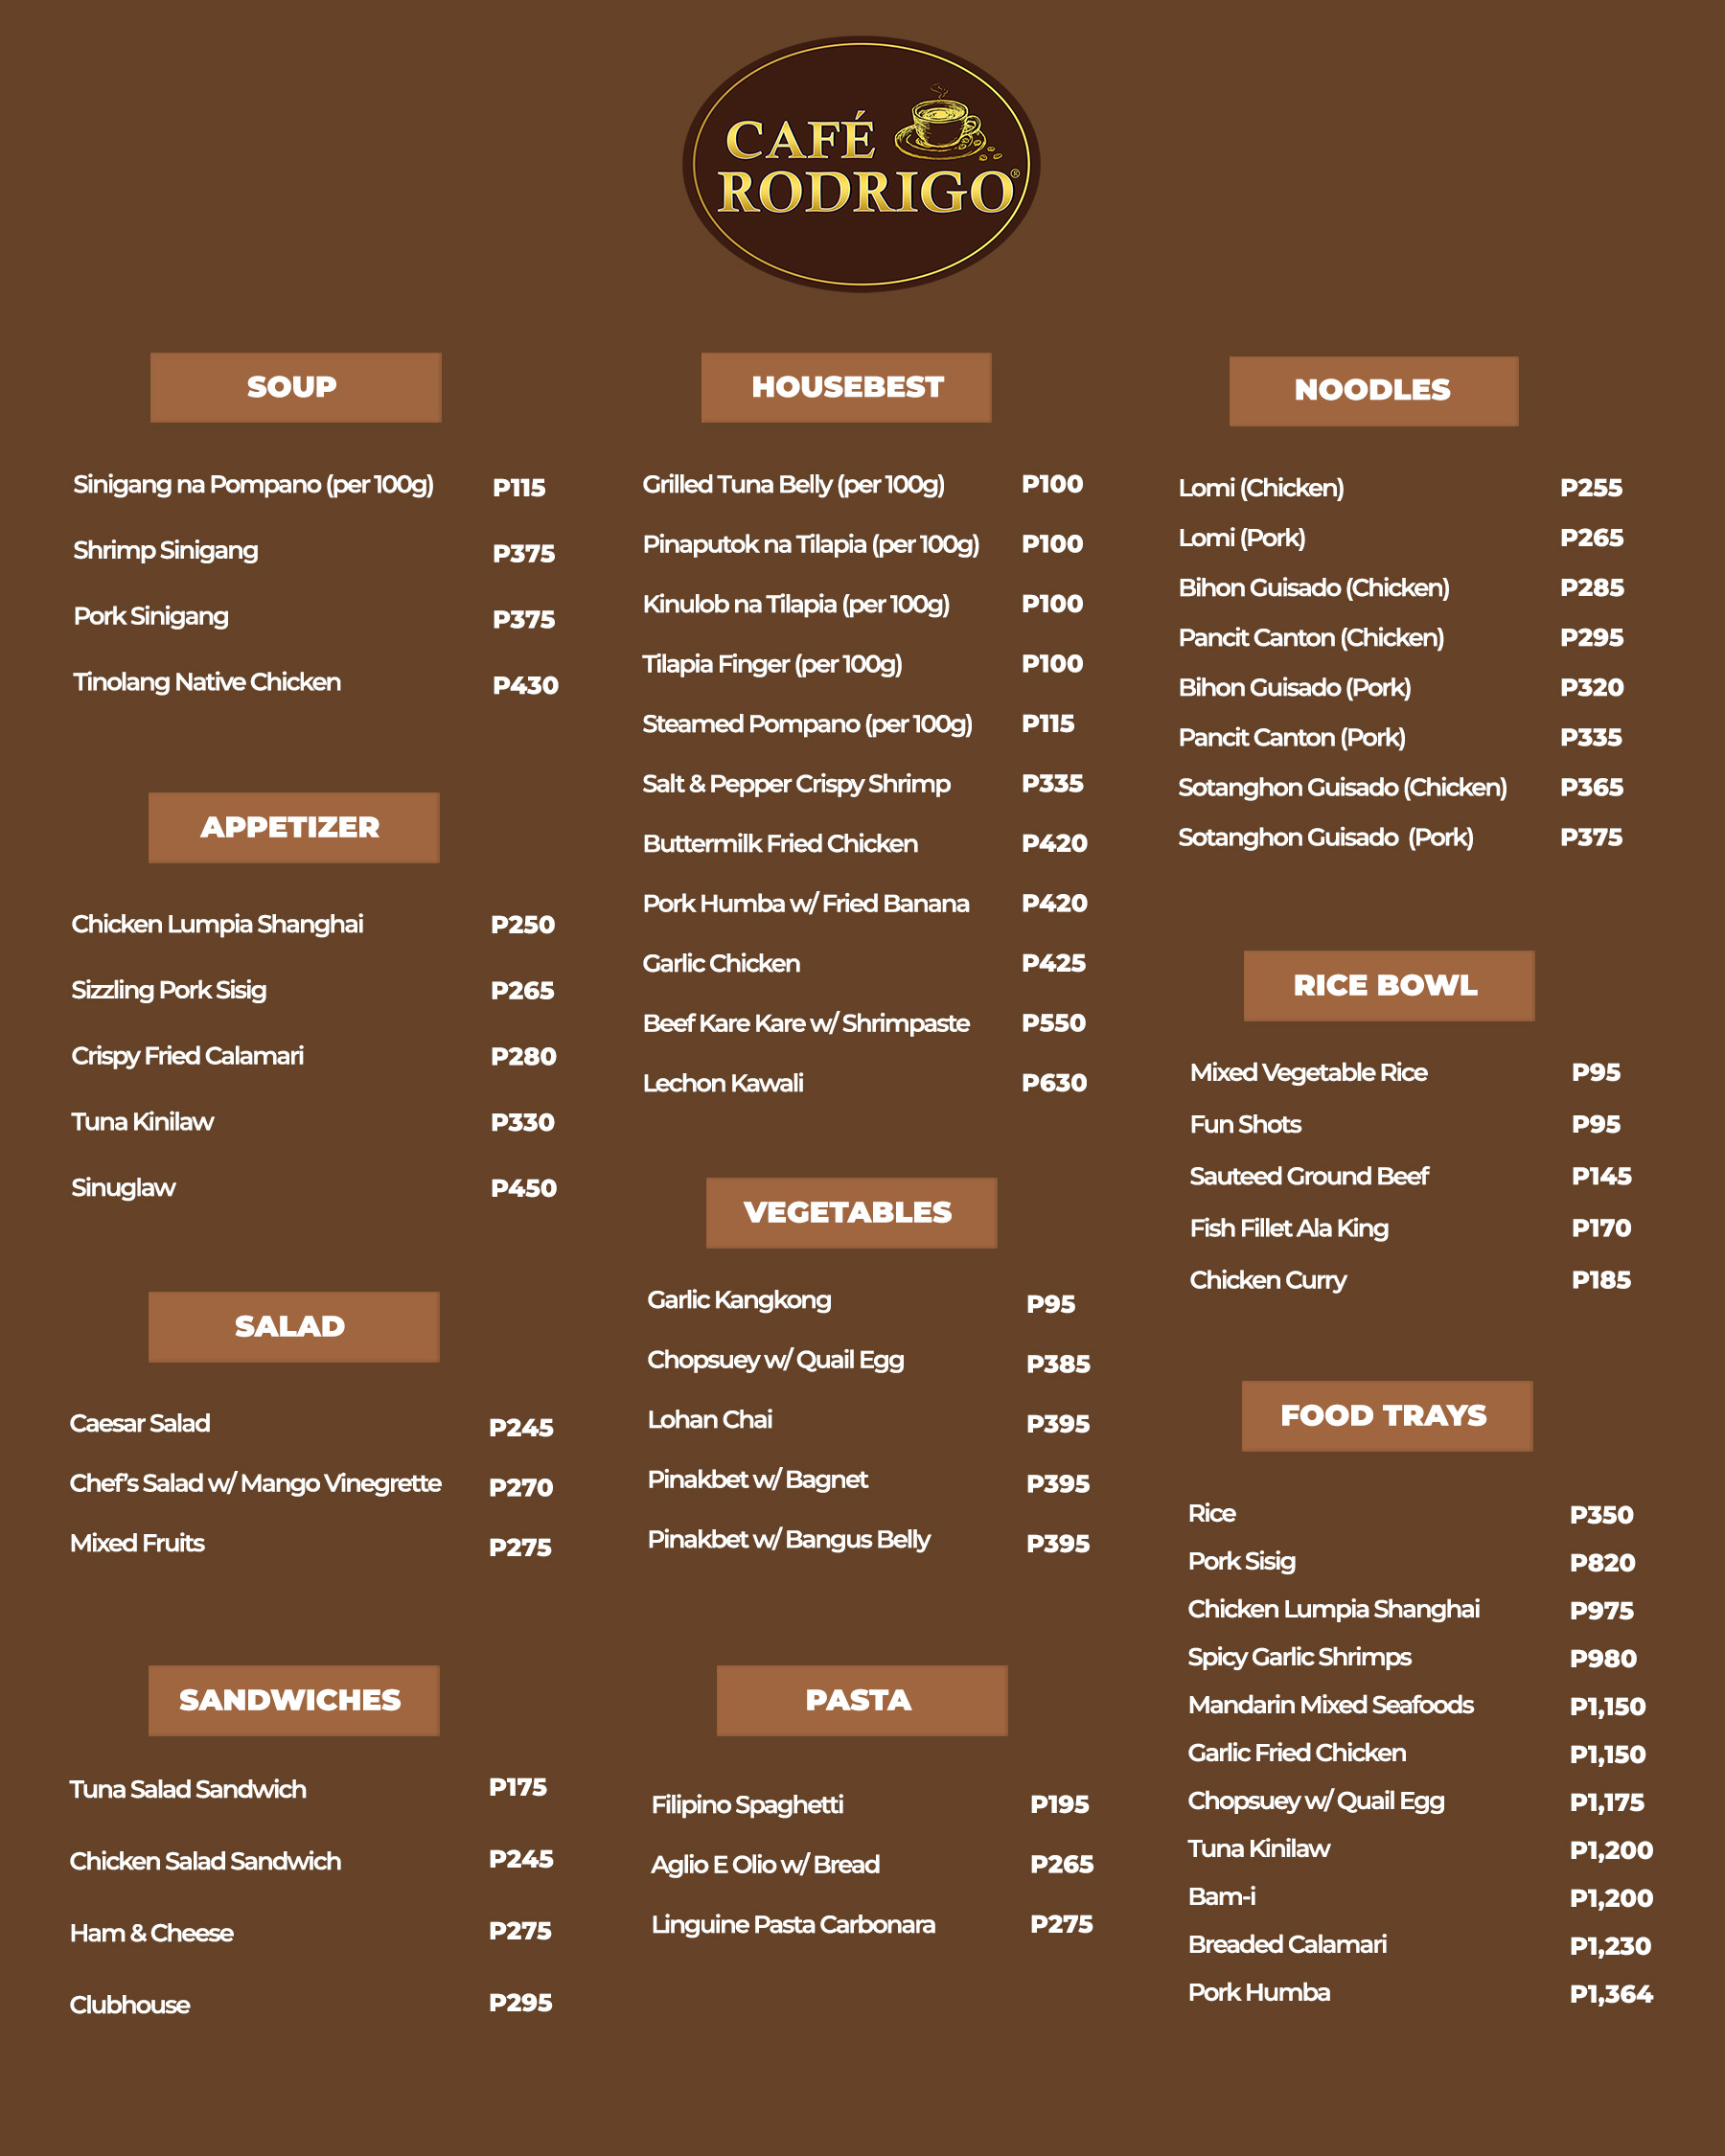 CAFÉ
RODRIGO®
SOUP
Sinigang na Pompano (per 100g) P115
Shrimp Sinigang P375
Pork Sinigang P375
Tinolang Native Chicken P430
APPETIZER
Chicken Lumpia Shanghai P250
Sizzling Pork Sisig P265
Crispy Fried Calamari P280
Tuna Kinilaw P330
Sinuglaw P450
SALAD
Caesar Salad P245
Chef's Salad w/ Mango Vinegrette P270
Mixed Fruits P275
SANDWICHES
Tuna Salad Sandwich P175
Chicken Salad Sandwich P245
Ham & Cheese P275
Clubhouse P295
HOUSEBEST
Grilled Tuna Belly (per 100g) P100
Pinaputok na Tilapia (per 100g) P100
Kinulob na Tilapia (per 100g) P100
Tilapia Finger (per 100g) P100
Steamed Pompano (per 100g) P115
Salt & Pepper Crispy Shrimp P335
Buttermilk Fried Chicken P420
Pork Humba w/ Fried Banana P420
Garlic Chicken P425
Beef Kare Kare w/ Shrimpaste P550
Lechon Kawali P630
VEGETABLES
Garlic Kangkong P95
Chopsuey w/ Quail Egg P385
Lohan Chai P395
Pinakbet w/ Bagnet P395
Pinakbet w/ Bangus Belly P395
PASTA
Filipino Spaghetti P195
Aglio E Olio w/ Bread P265
Linguine Pasta Carbonara P275
NOODLES
Lomi (Chicken) P255
Lomi (Pork) P265
Bihon Guisado (Chicken) P285
Pancit Canton (Chicken) P295
Bihon Guisado (Pork) P320
Pancit Canton (Pork) P335
Sotanghon Guisado (Chicken) P365
Sotanghon Guisado (Pork) P375
RICE BOWL
Mixed Vegetable Rice P95
Fun Shots P95
Sauteed Ground Beef P145
Fish Fillet Ala King P170
Chicken Curry P185
FOOD TRAYS
Rice P350
Pork Sisig P820
Chicken Lumpia Shanghai P975
Spicy Garlic Shrimps P980
Mandarin Mixed Seafoods P1,150
Garlic Fried Chicken P1,150
Chopsuey w/ Quail Egg P1,175
Tuna Kinilaw P1,200
Bam-i P1,200
Breaded Calamari P1,230
Pork Humba P1,364